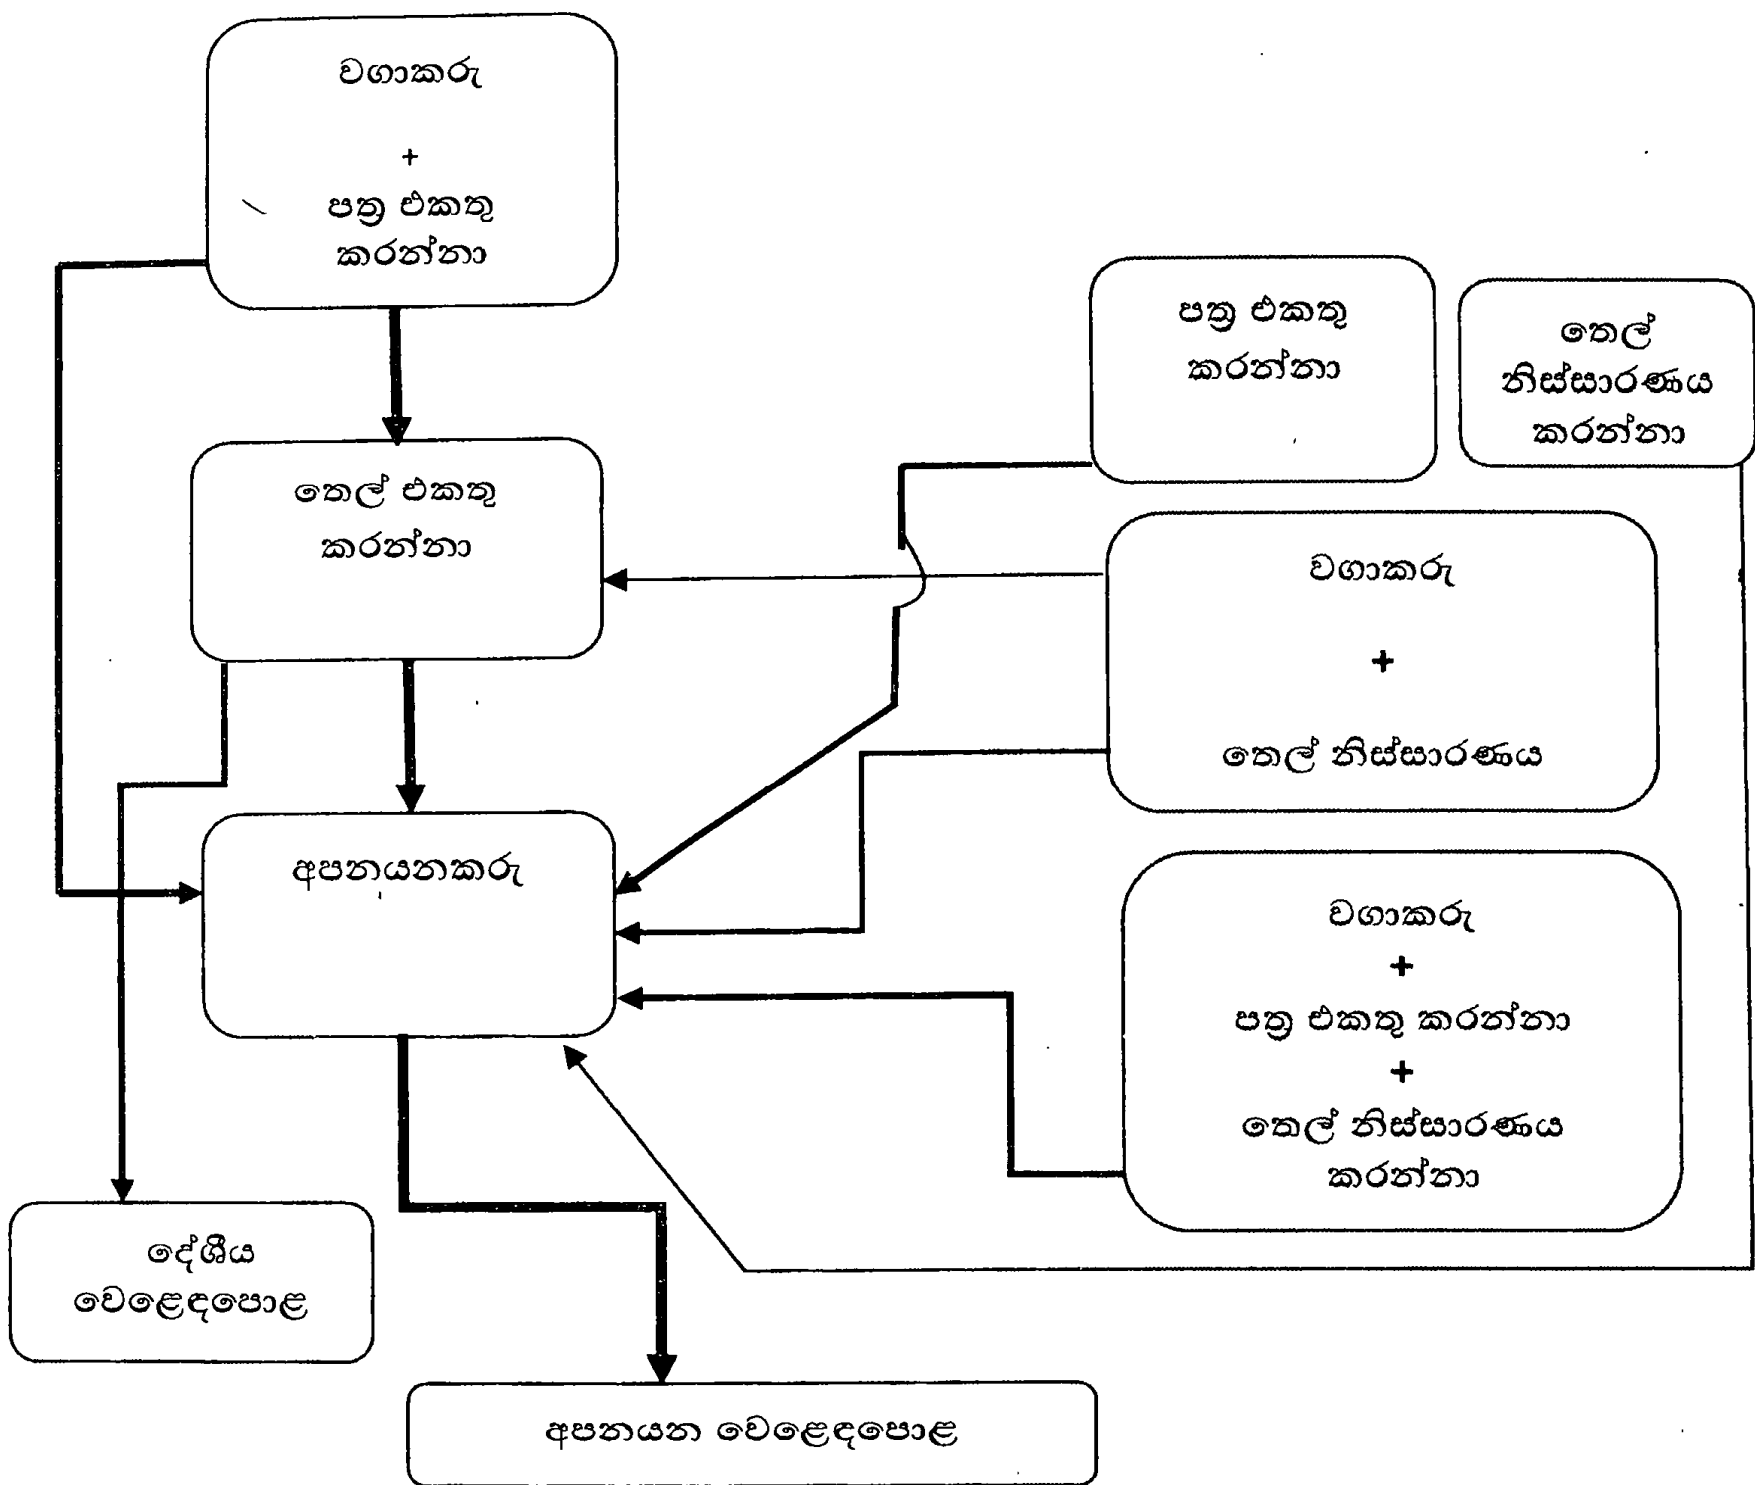 වගාකරු
+
පත්‍ර එකතු
කරන්නා
පත්‍ර එකතු
කරන්නා
තෙල්
නිස්සාරණය
කරන්නා
තෙල් එකතු
කරන්නා
වගාකරු
+
තෙල් නිස්සාරණය
අපනයනකරු
වගාකරු
+
පත්‍ර එකතු කරන්නා
+
තෙල් නිස්සාරණය
කරන්නා
දේශීය
වෙළෙඳපොළ
අපනයන වෙළෙඳපොළ